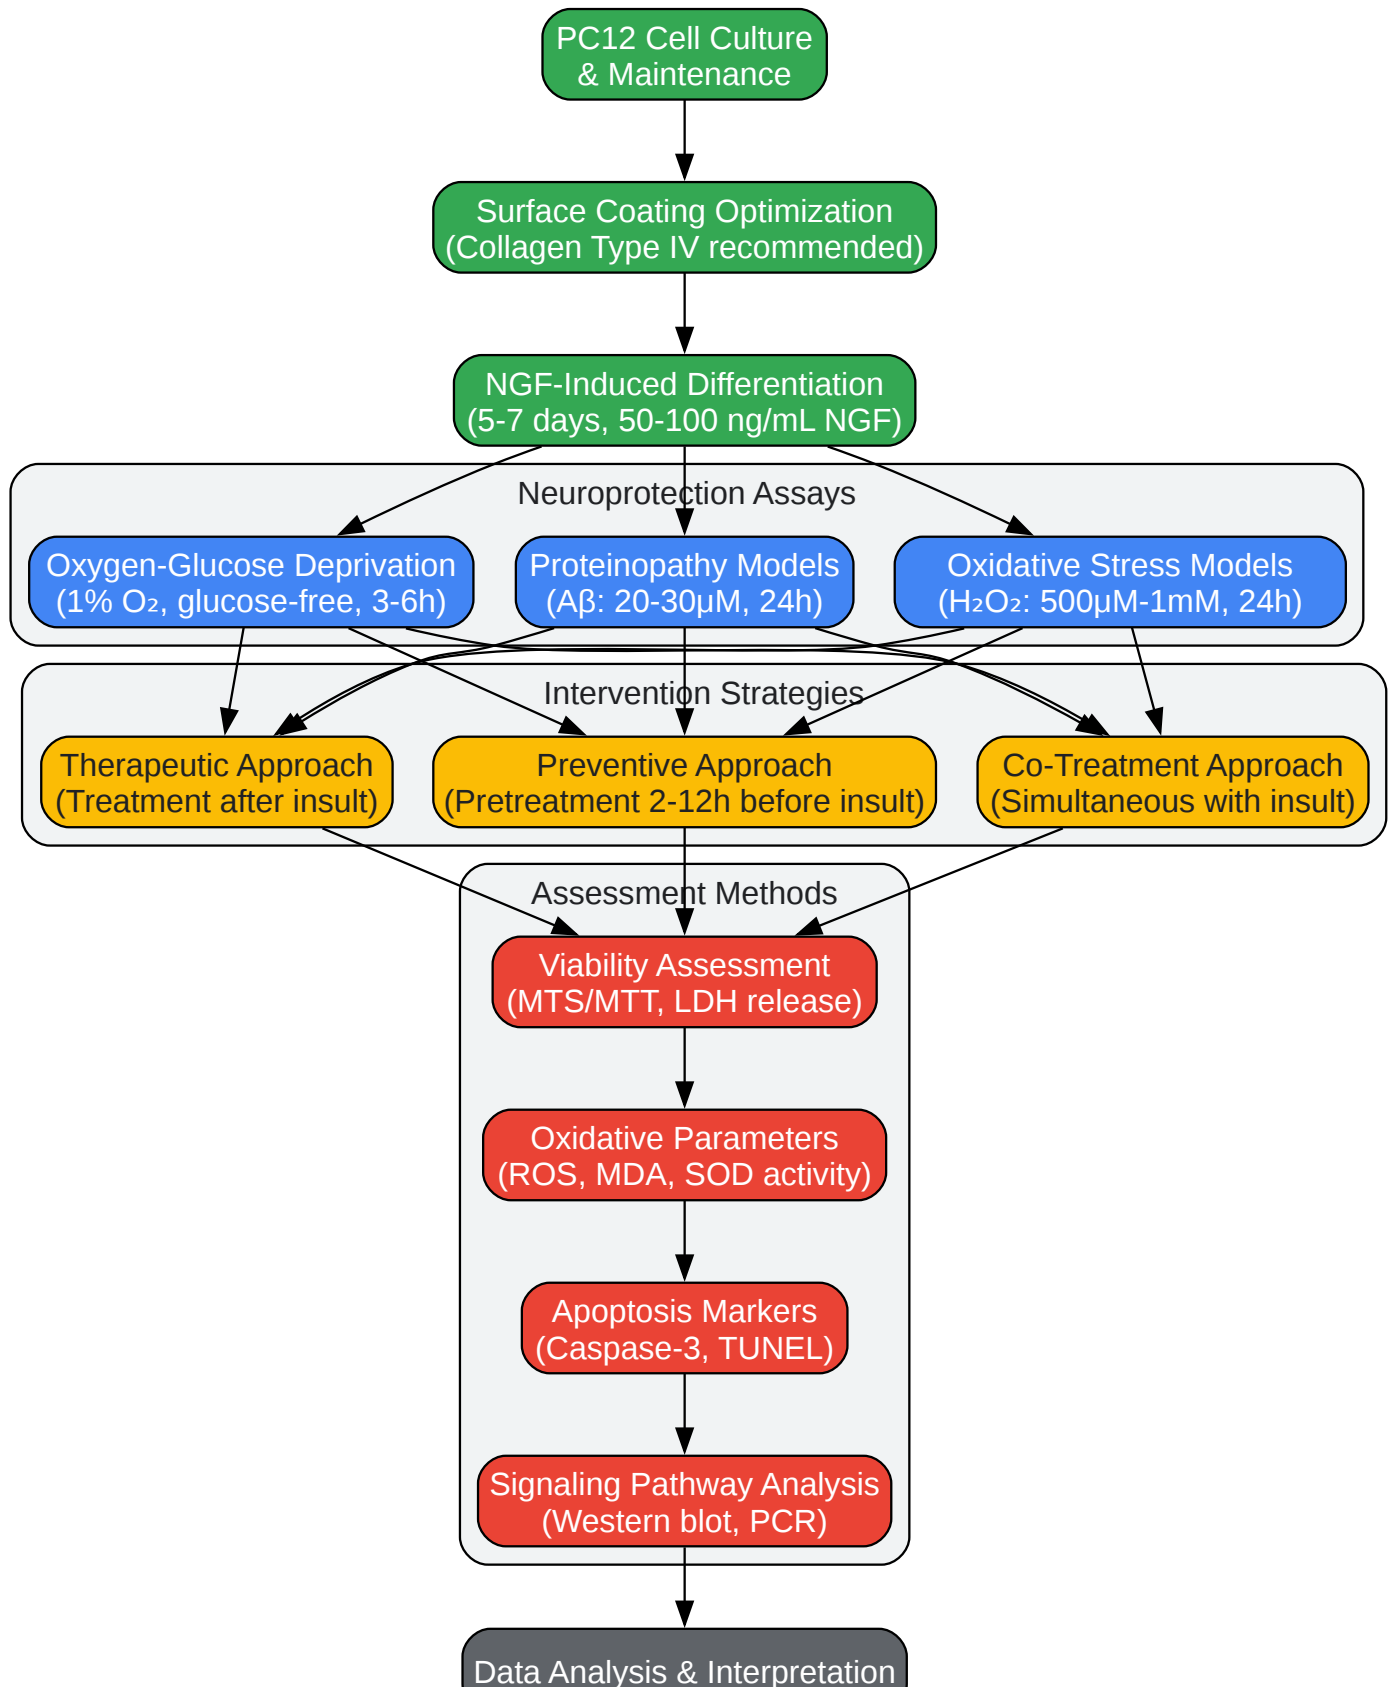 PC12 Cell Culture
& Maintenance
Surface Coating Optimization
(Collagen Type IV recommended)
NGF-Induced Differentiation
(5-7 days, 50-100 ng/mL NGF)
Neuroprotection Assays
Oxygen-Glucose Deprivation
(1% O₂, glucose-free, 3-6h)
Proteinopathy Models
(Aβ: 20-30μM, 24h)
Oxidative Stress Models
(H₂O₂: 500μM-1mM, 24h)
Intervention Strategies
Therapeutic Approach
(Treatment after insult)
Preventive Approach
(Pretreatment 2-12h before insult)
Co-Treatment Approach
(Simultaneous with insult)
Assessment Methods
Viability Assessment
(MTS/MTT, LDH release)
Oxidative Parameters
(ROS, MDA, SOD activity)
Apoptosis Markers
(Caspase-3, TUNEL)
Signaling Pathway Analysis
(Western blot, PCR)
Data Analysis & Interpretation